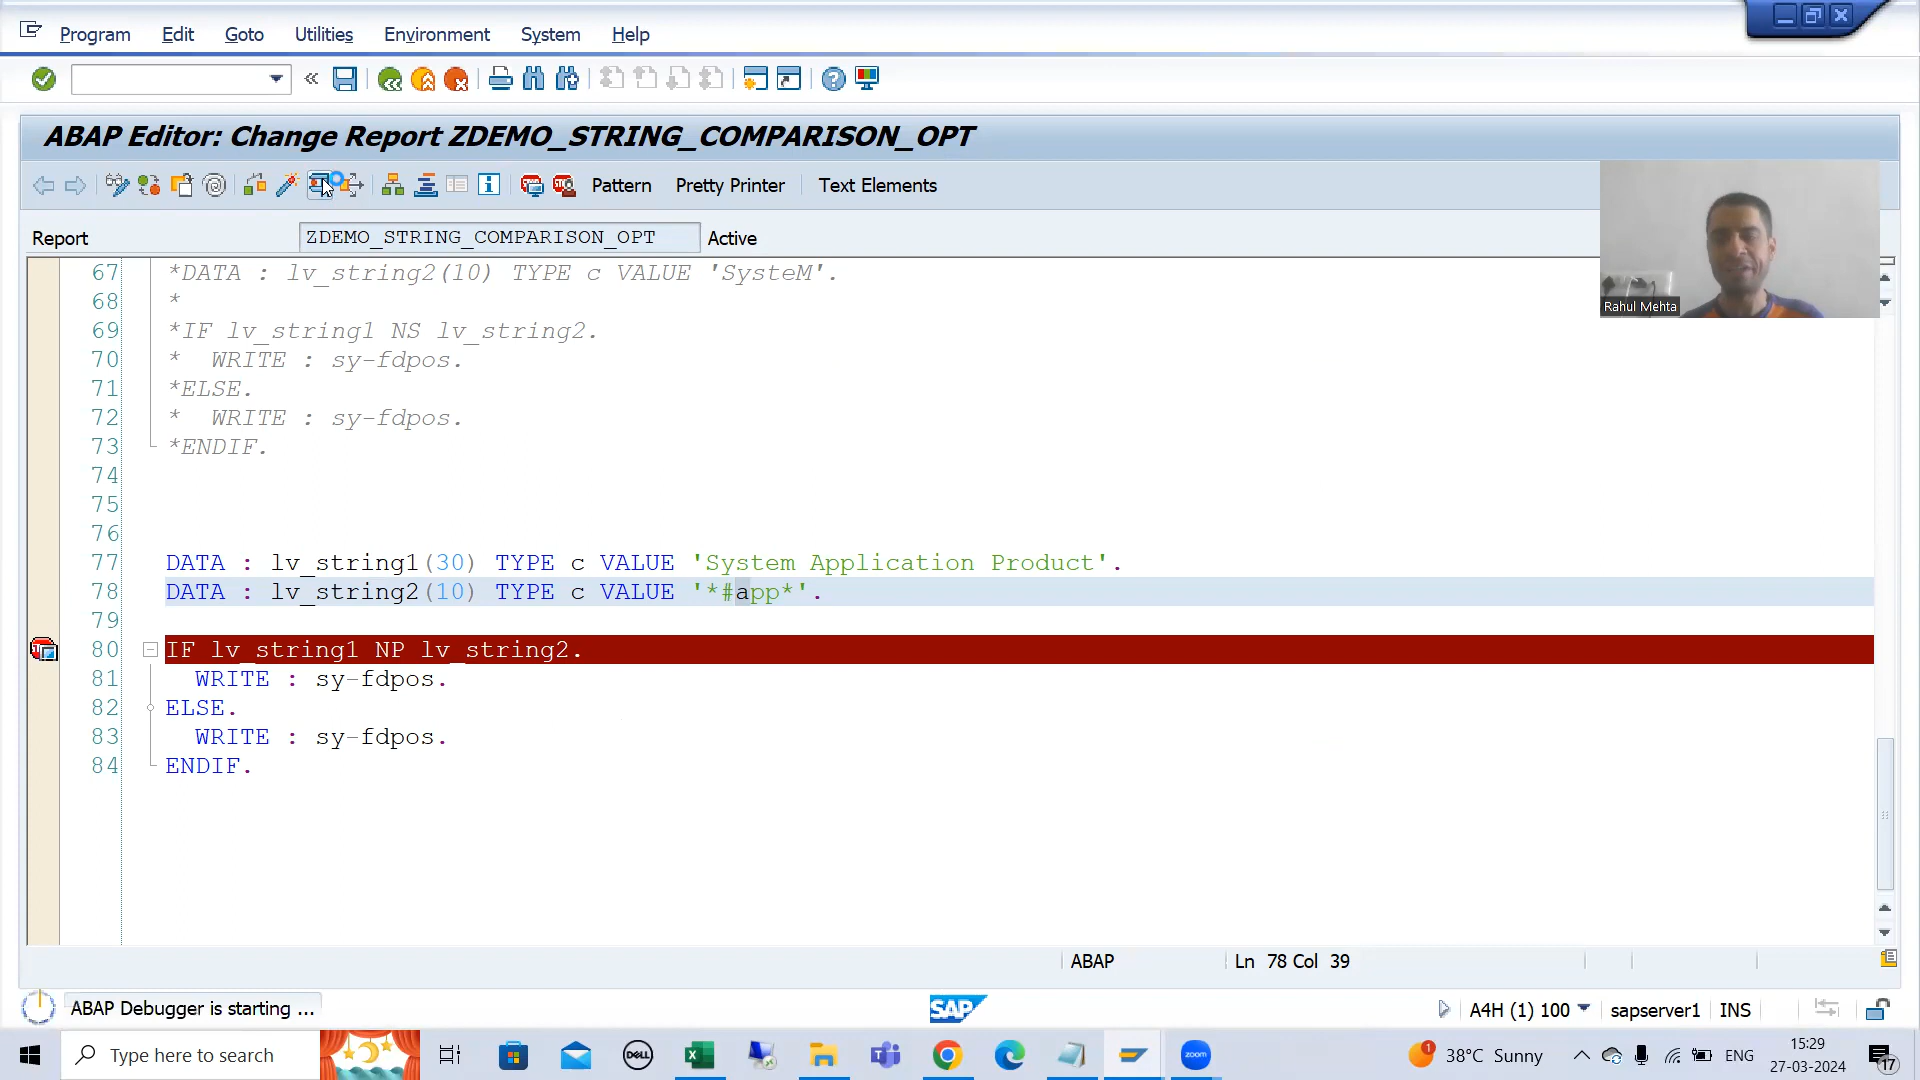 Program Edit Goto Utilities Environment System Help
ABAP Editor: Change Report ZDEMO_STRING_COMPARISON_OPT
Pattern Pretty Printer Text Elements
Report ZDEMO_STRING_COMPARISON_OPT Active
Rahul Mehta
67 *DATA : lv_string2(10) TYPE c VALUE 'SysteM'.
68 *
69 *IF lv_string1 NS lv_string2.
70 * WRITE : sy-fdpos.
71 *ELSE.
72 * WRITE : sy-fdpos.
73 *ENDIF.
74
75
76
77 DATA : lv_string1(30) TYPE c VALUE 'System Application Product'.
78 DATA : lv_string2(10) TYPE c VALUE '*#app*'.
79
80 IF lv_string1 NP lv_string2.
81 WRITE : sy-fdpos.
82 ELSE.
83 WRITE : sy-fdpos.
84 ENDIF.
ABAP Ln 78 Col 39
ABAP Debugger is starting ...
SAP
A4H (1) 100 sapserver1 INS
Type here to search
DELL
zoom
1
38°C Sunny
ENG
15:29
27-03-2024
17